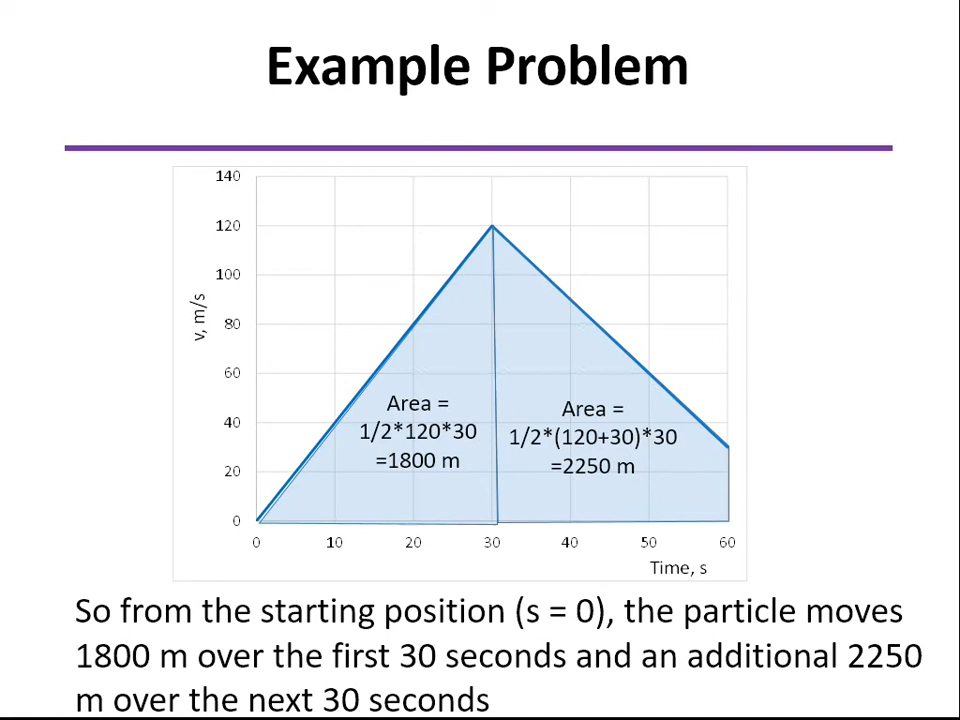 Example Problem
140
120
100
80
60
40
20
0
v, m/s
Area =
1/2*120*30
=1800 m
Area =
1/2*(120+30)*30
=2250 m
0 10 20 30 40 50 60
Time, s
So from the starting position (s = 0), the particle moves
1800 m over the first 30 seconds and an additional 2250
m over the next 30 seconds